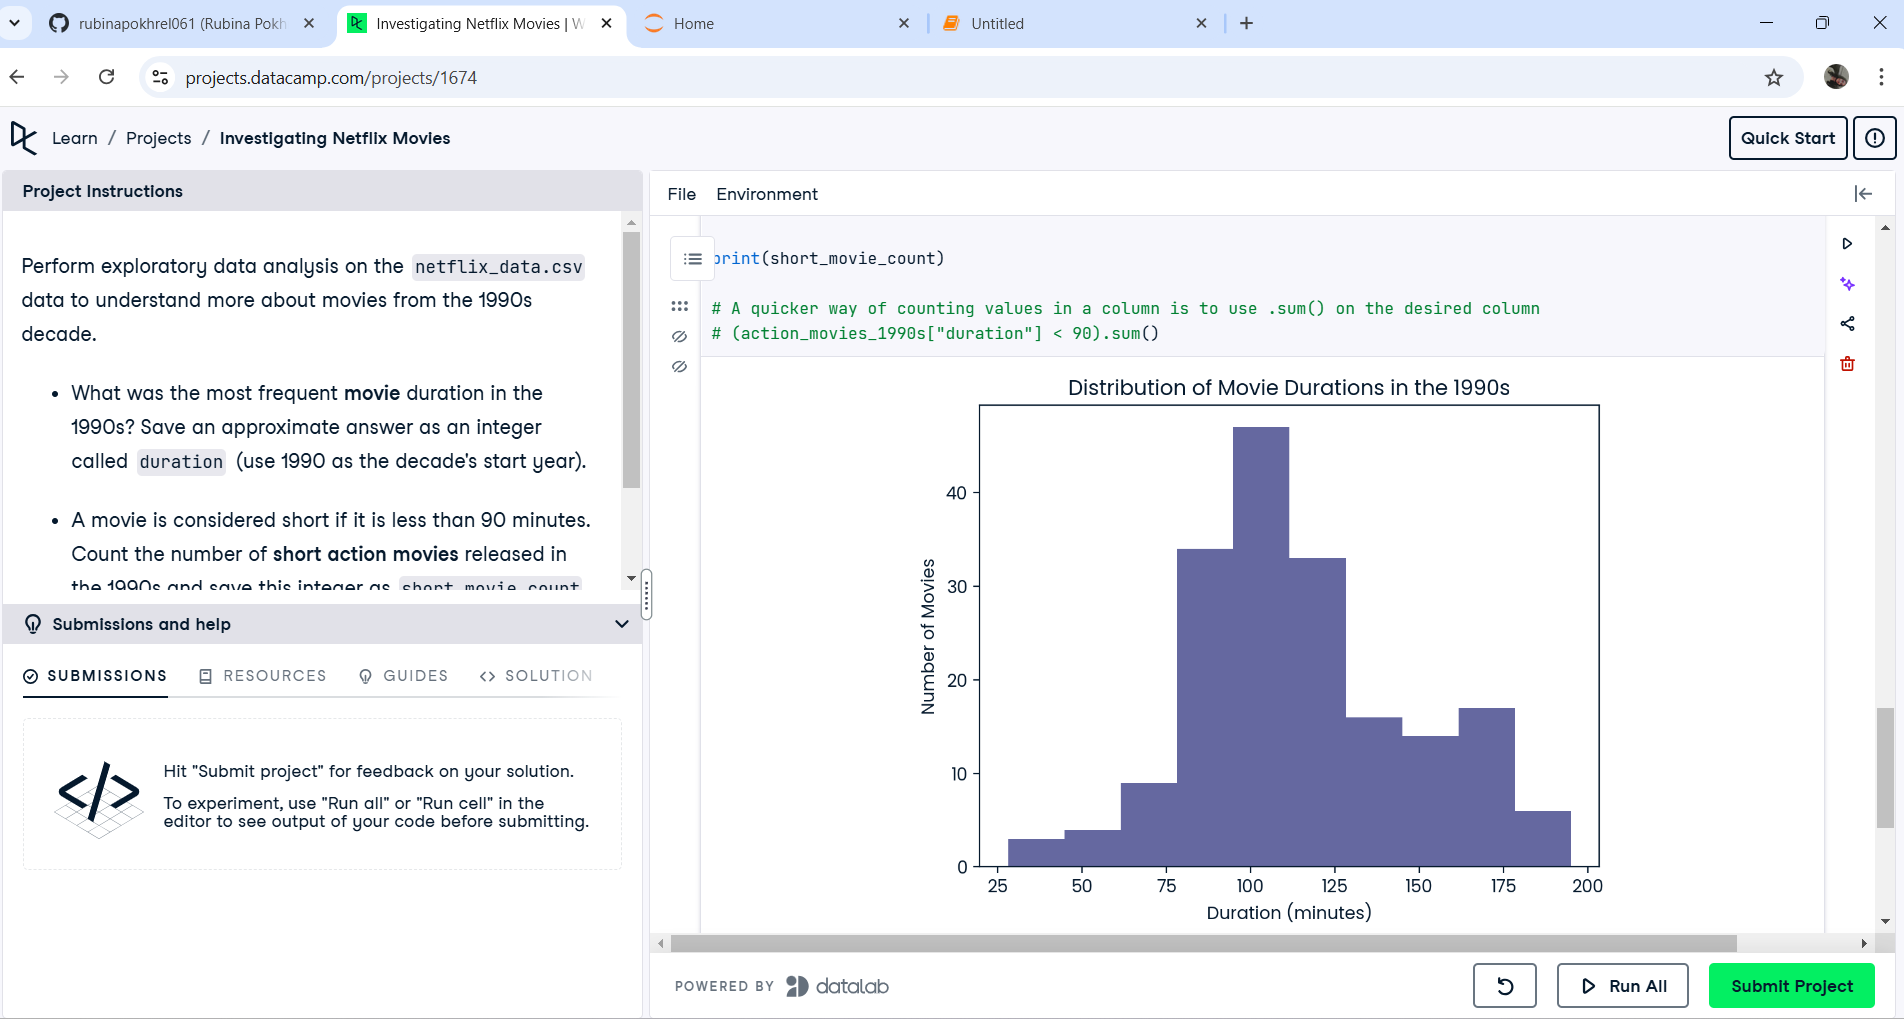 rubinapokhrel061 (Rubina Pokh
Investigating Netflix Movies | W
Home
Untitled
projects.datacamp.com/projects/1674
Learn / Projects / Investigating Netflix Movies
Quick Start
Project Instructions
Perform exploratory data analysis on the netflix_data.csv
data to understand more about movies from the 1990s
decade.
• What was the most frequent movie duration in the
1990s? Save an approximate answer as an integer
called duration (use 1990 as the decade's start year).
• A movie is considered short if it is less than 90 minutes.
Count the number of short action movies released in
the 1990s and save this integer as short_movie_count
Submissions and help
SUBMISSIONS
RESOURCES
GUIDES
SOLUTION
Hit "Submit project" for feedback on your solution.
To experiment, use "Run all" or "Run cell" in the
editor to see output of your code before submitting.
File Environment
print(short_movie_count)
# A quicker way of counting values in a column is to use .sum() on the desired column
# (action_movies_1990s["duration"] < 90).sum()
Distribution of Movie Durations in the 1990s
Number of Movies
40
30
20
10
0
25 50 75 100 125 150 175 200
Duration (minutes)
POWERED BY datalab
Run All
Submit Project